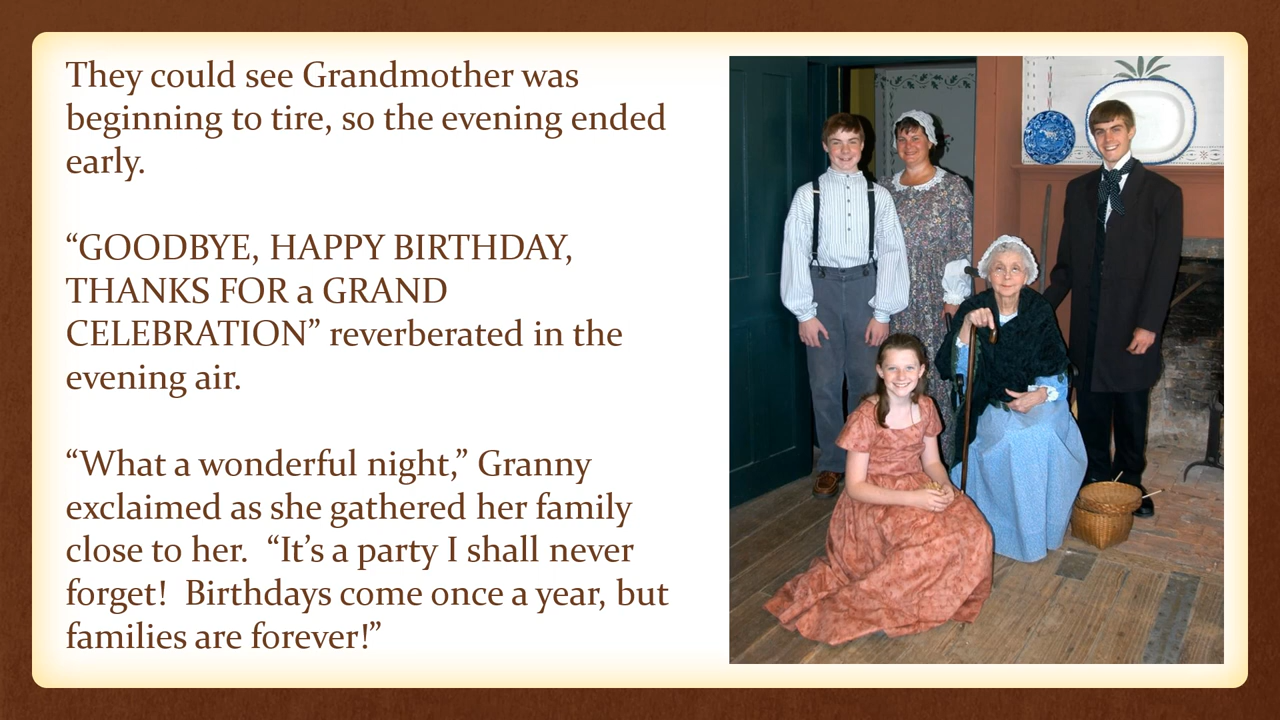 They could see Grandmother was
beginning to tire, so the evening ended
early.
“GOODBYE, HAPPY BIRTHDAY,
THANKS FOR a GRAND
CELEBRATION” reverberated in the
evening air.
“What a wonderful night,” Granny
exclaimed as she gathered her family
close to her.  “It’s a party I shall never
forget!  Birthdays come once a year, but
families are forever!”